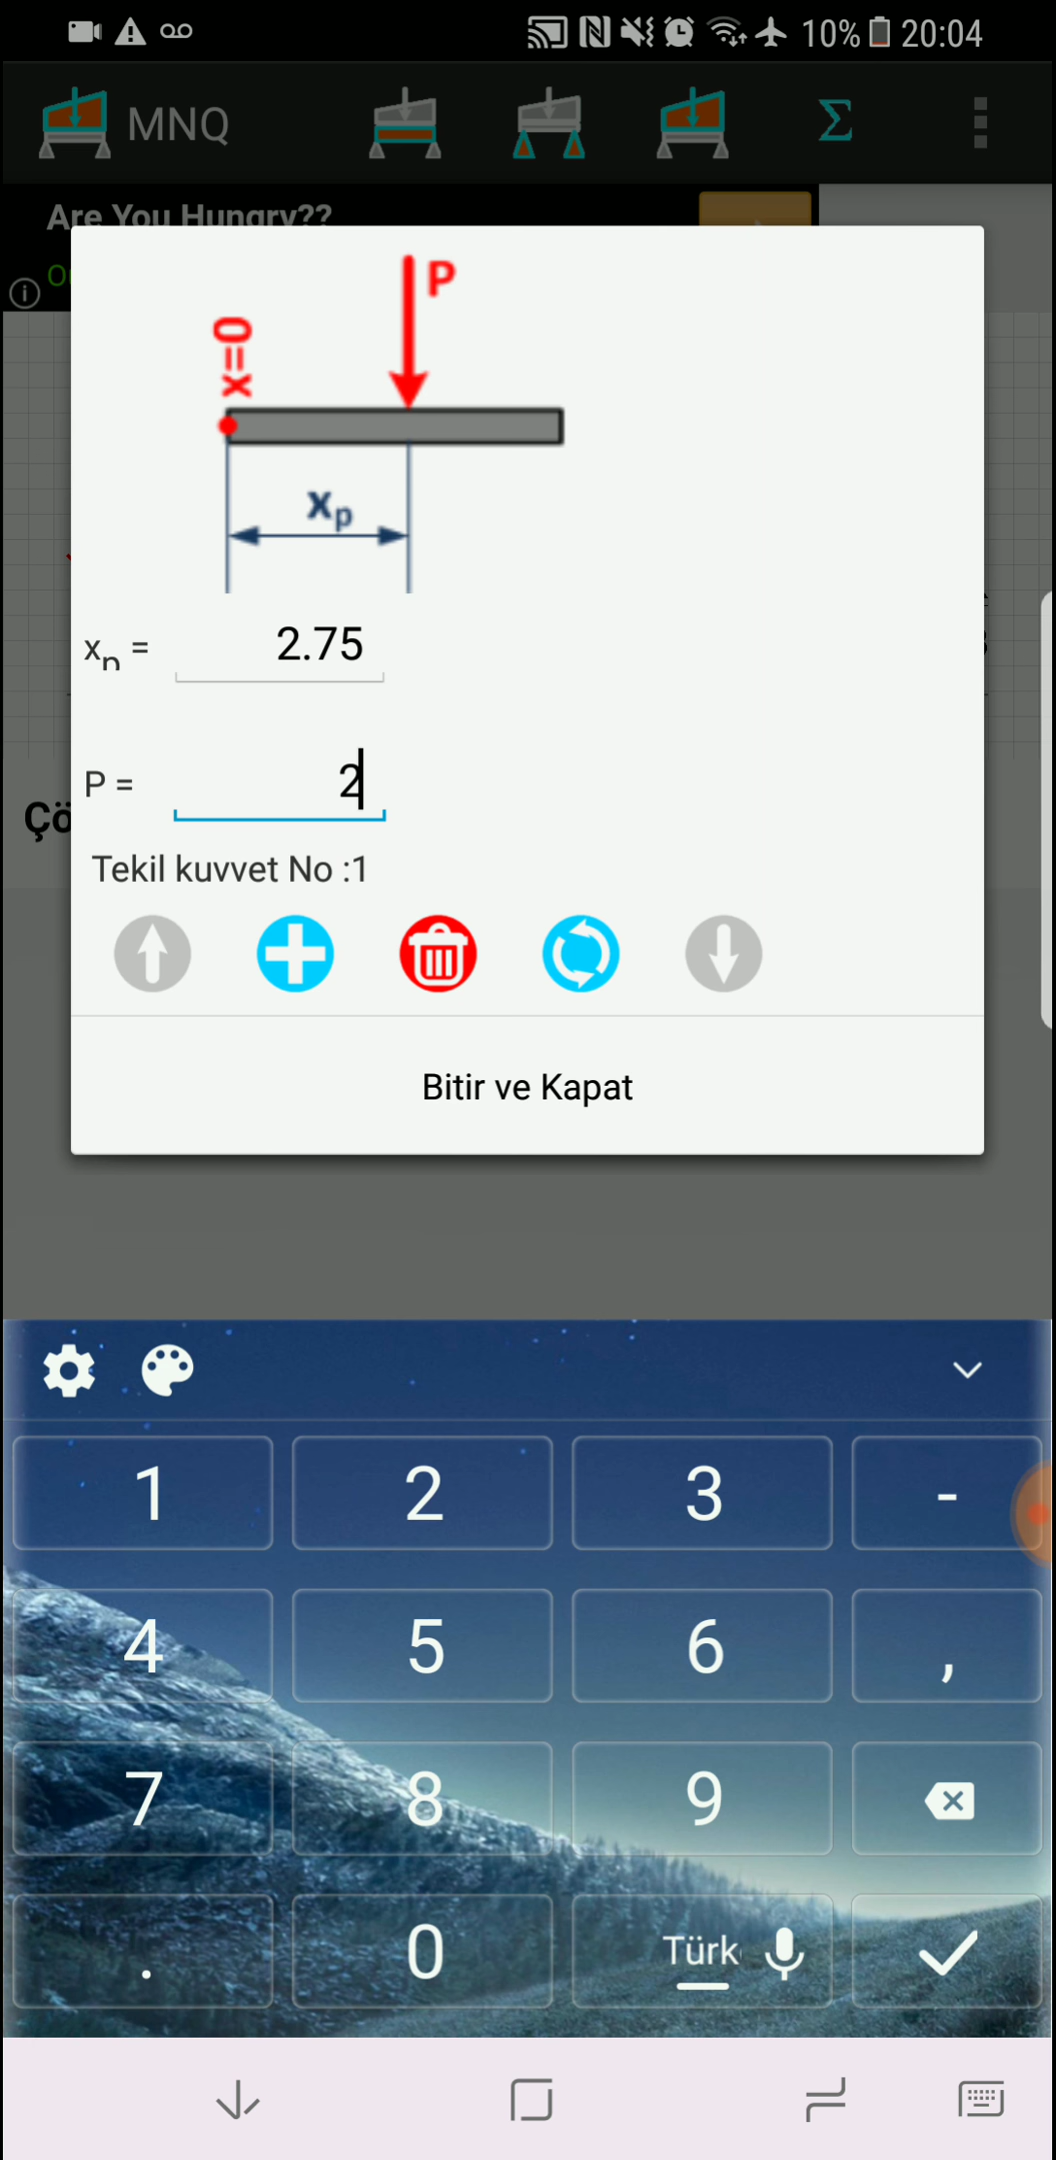 10% 20:04
MNQ
Σ
Are You Hungry??
x=0
P
xp
xp = 2.75
P = 2
Çö
Tekil kuvvet No :1
Bitir ve Kapat
1 2 3 -
4 5 6 ,
7 8 9
. 0 Türk